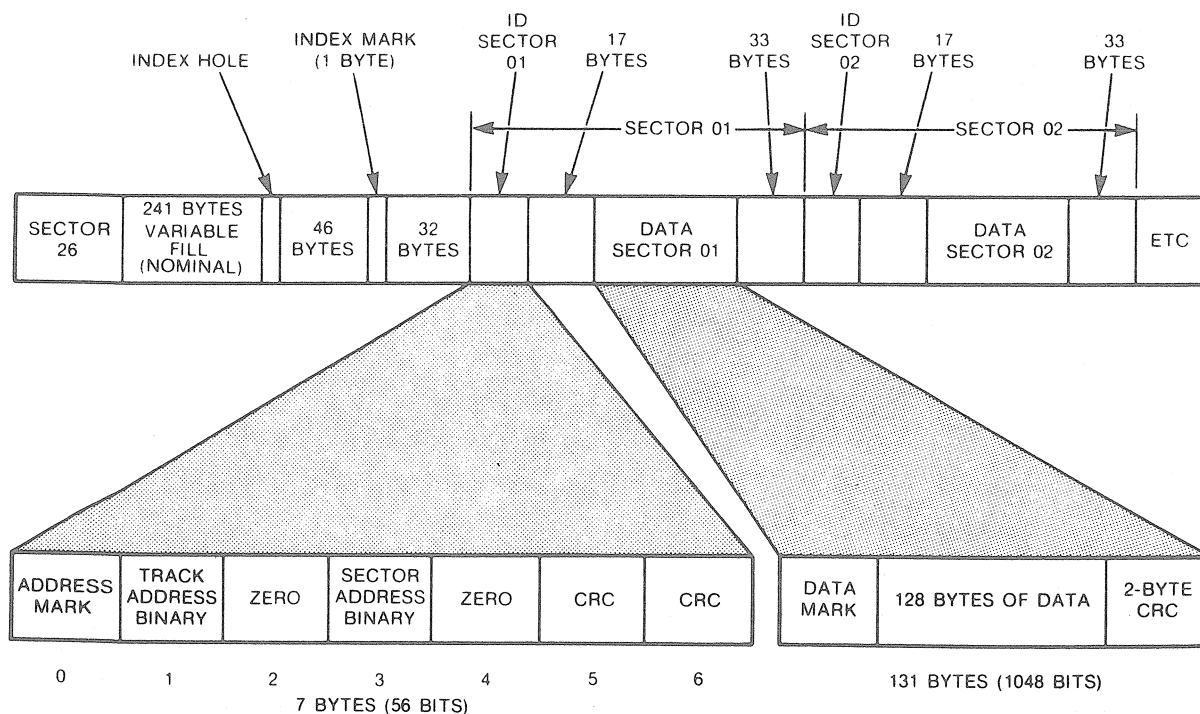 INDEX HOLE
INDEX MARK
(1 BYTE)
ID
SECTOR
01
17
BYTES
33
BYTES
ID
SECTOR
02
17
BYTES
33
BYTES
SECTOR 01
SECTOR 02
SECTOR
26
241 BYTES
VARIABLE
FILL
(NOMINAL)
46
BYTES
32
BYTES
DATA
SECTOR 01
DATA
SECTOR 02
ETC
ADDRESS
MARK
TRACK
ADDRESS
BINARY
ZERO
SECTOR
ADDRESS
BINARY
ZERO
CRC
CRC
DATA
MARK
128 BYTES OF DATA
2-BYTE
CRC
0 1 2 3 4 5 6
7 BYTES (56 BITS)
131 BYTES (1048 BITS)